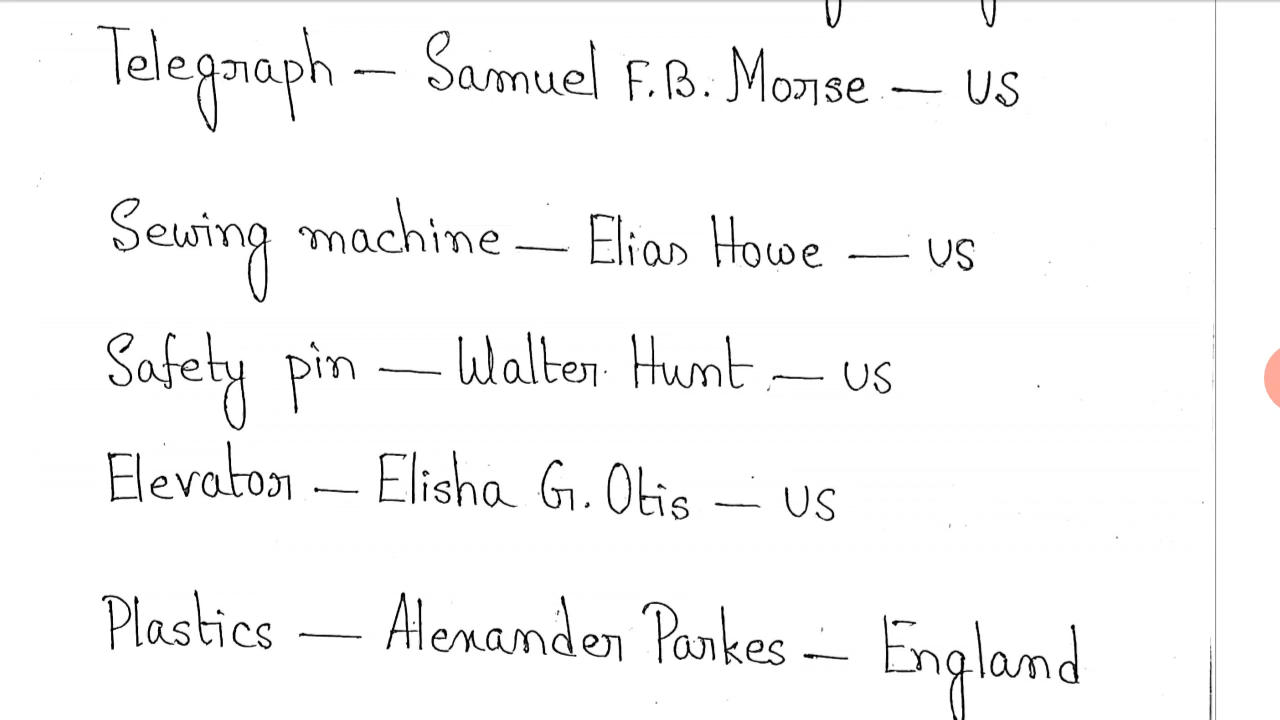 Telegraph – Samuel F.B. Morse – US
Sewing machine – Elias Howe – US
Safety pin – Walter Hunt – US
Elevator – Elisha G. Otis – US
Plastics – Alexander Parkes – England